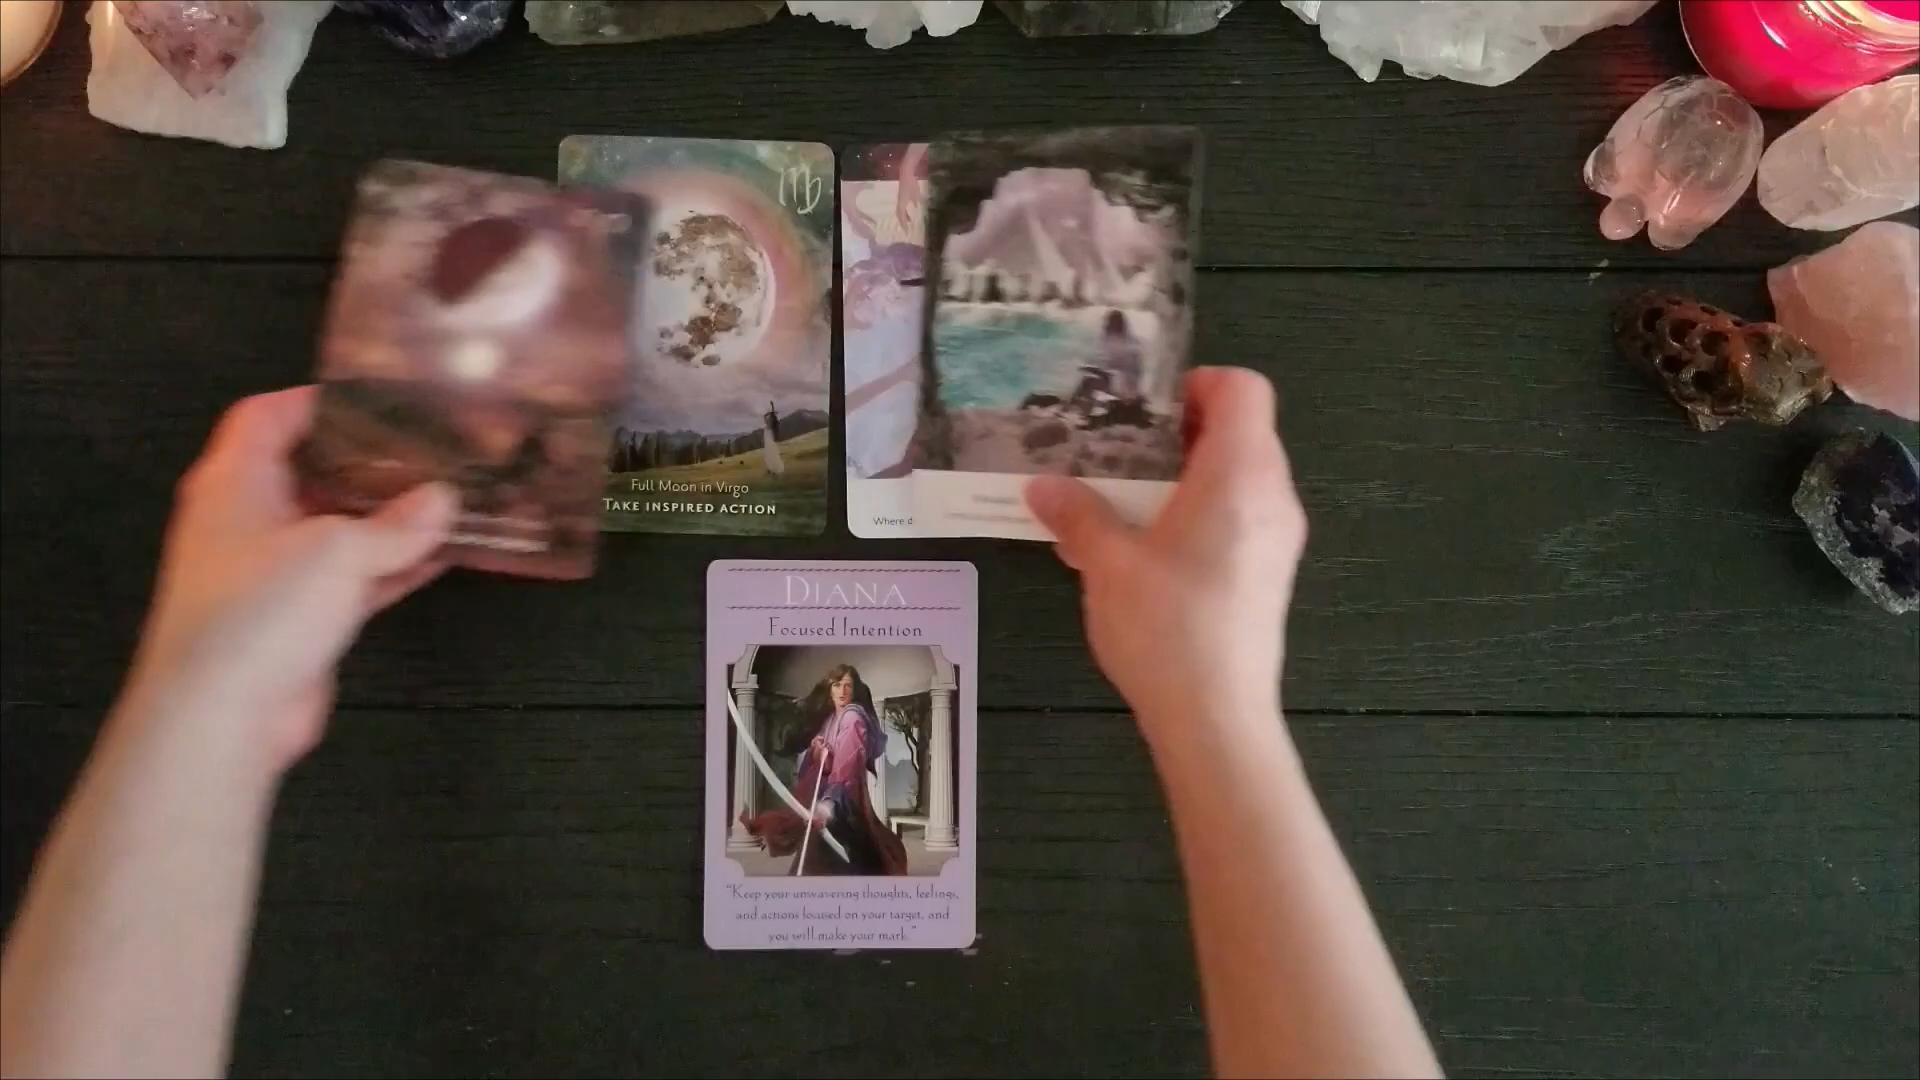 Full Moon in Virgo
TAKE INSPIRED ACTION
Where d
DIANA
Focused Intention
"Keep your unwavering thoughts, feelings,
and actions focused on your target, and
you will make your mark."